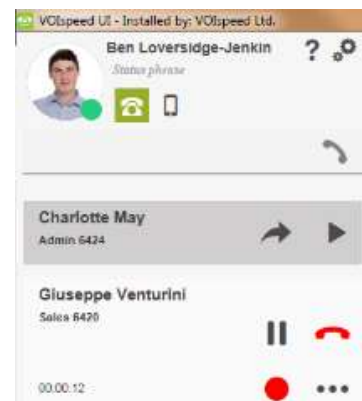 VOIspeed UI - Installed by: VOIspeed Ltd.
Ben Loversidge-Jenkin
?
Status phrase
Charlotte May
Admin 6424
Giuseppe Venturini
Sales 6420
00:00:12